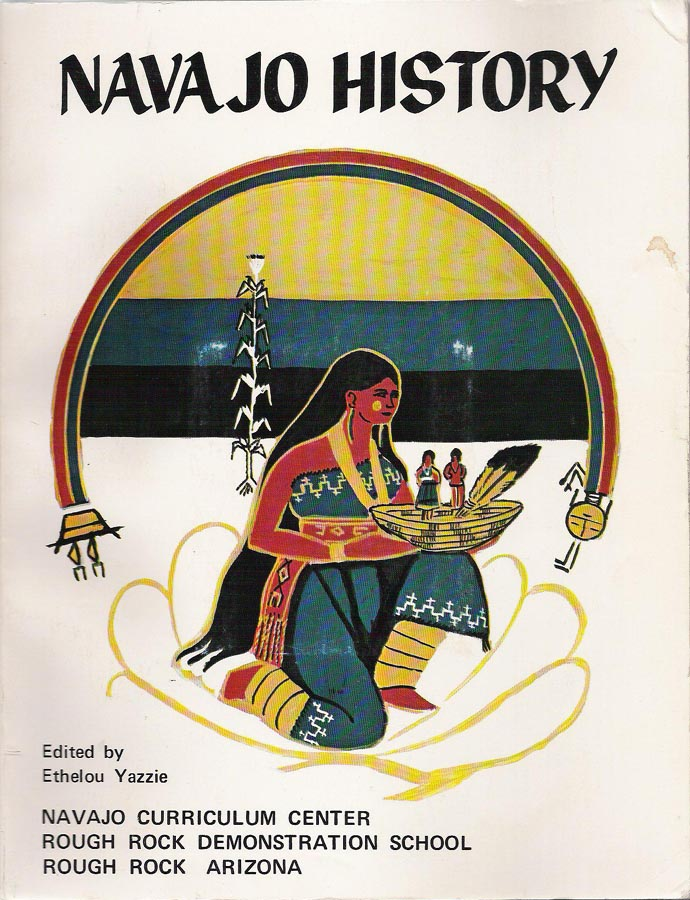 NAVAJO HISTORY
Edited by
Ethelou Yazzie
NAVAJO CURRICULUM CENTER
ROUGH ROCK DEMONSTRATION SCHOOL
ROUGH ROCK ARIZONA